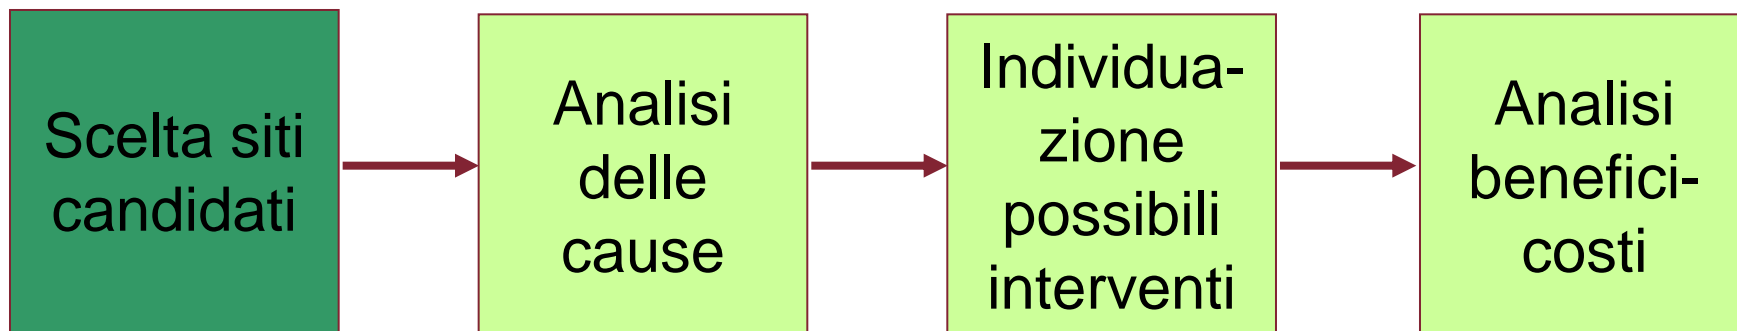 Scelta siti
candidati
Analisi
delle
cause
Individua-
zione
possibili
interventi
Analisi
benefici-
costi